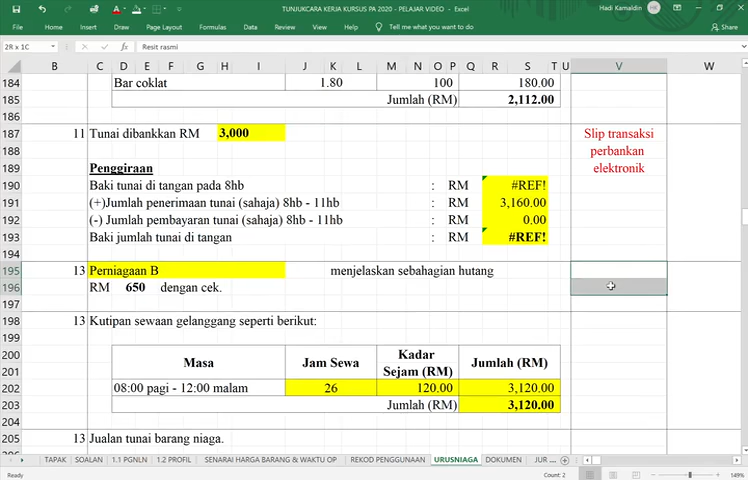 TUNJUKCARA KERJA KURSUS PA 2020 - PELAJAR VIDEO - Excel
Hadi Kamaldin HK
File Home Insert Draw Page Layout Formulas Data Review View Help Tell me what you want to do Share
2R x 1C Resit rasmi
B C D E F G H I J K L M N O P Q R S T U V W
184 Bar coklat 1.80 100 180.00
185 Jumlah (RM) 2,112.00
186
187 11 Tunai dibankkan RM 3,000 Slip transaksi
188 perbankan
189 Penggiraan elektronik
190 Baki tunai di tangan pada 8hb : RM #REF!
191 (+)Jumlah penerimaan tunai (sahaja) 8hb - 11hb : RM 3,160.00
192 (-) Jumlah pembayaran tunai (sahaja) 8hb - 11hb : RM 0.00
193 Baki jumlah tunai di tangan : RM #REF!
194
195 13 Perniagaan B menjelaskan sebahagian hutang
196 RM 650 dengan cek.
197
198 13 Kutipan sewaan gelanggang seperti berikut:
199
200 Kadar
Masa Jam Sewa Jumlah (RM)
201 Sejam (RM)
202 08:00 pagi - 12:00 malam 26 120.00 3,120.00
203 Jumlah (RM) 3,120.00
204
205 13 Jualan tunai barang niaga.
TAPAK SOALAN 1.1 PGNLN 1.2 PROFIL SENARAI HARGA BARANG & WAKTU OP REKOD PENGGUNAAN URUSNIAGA DOKUMEN JUR ...
Ready Count: 2 149%